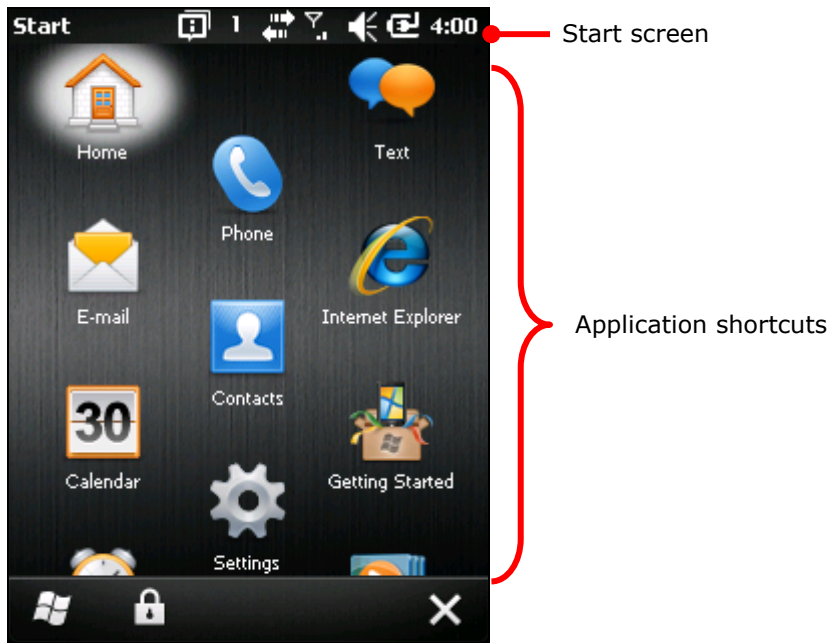 Start 1 4:00
Start screen
Home
Text
Phone
E-mail
Internet Explorer
Application shortcuts
Contacts
30
Calendar
Getting Started
Settings